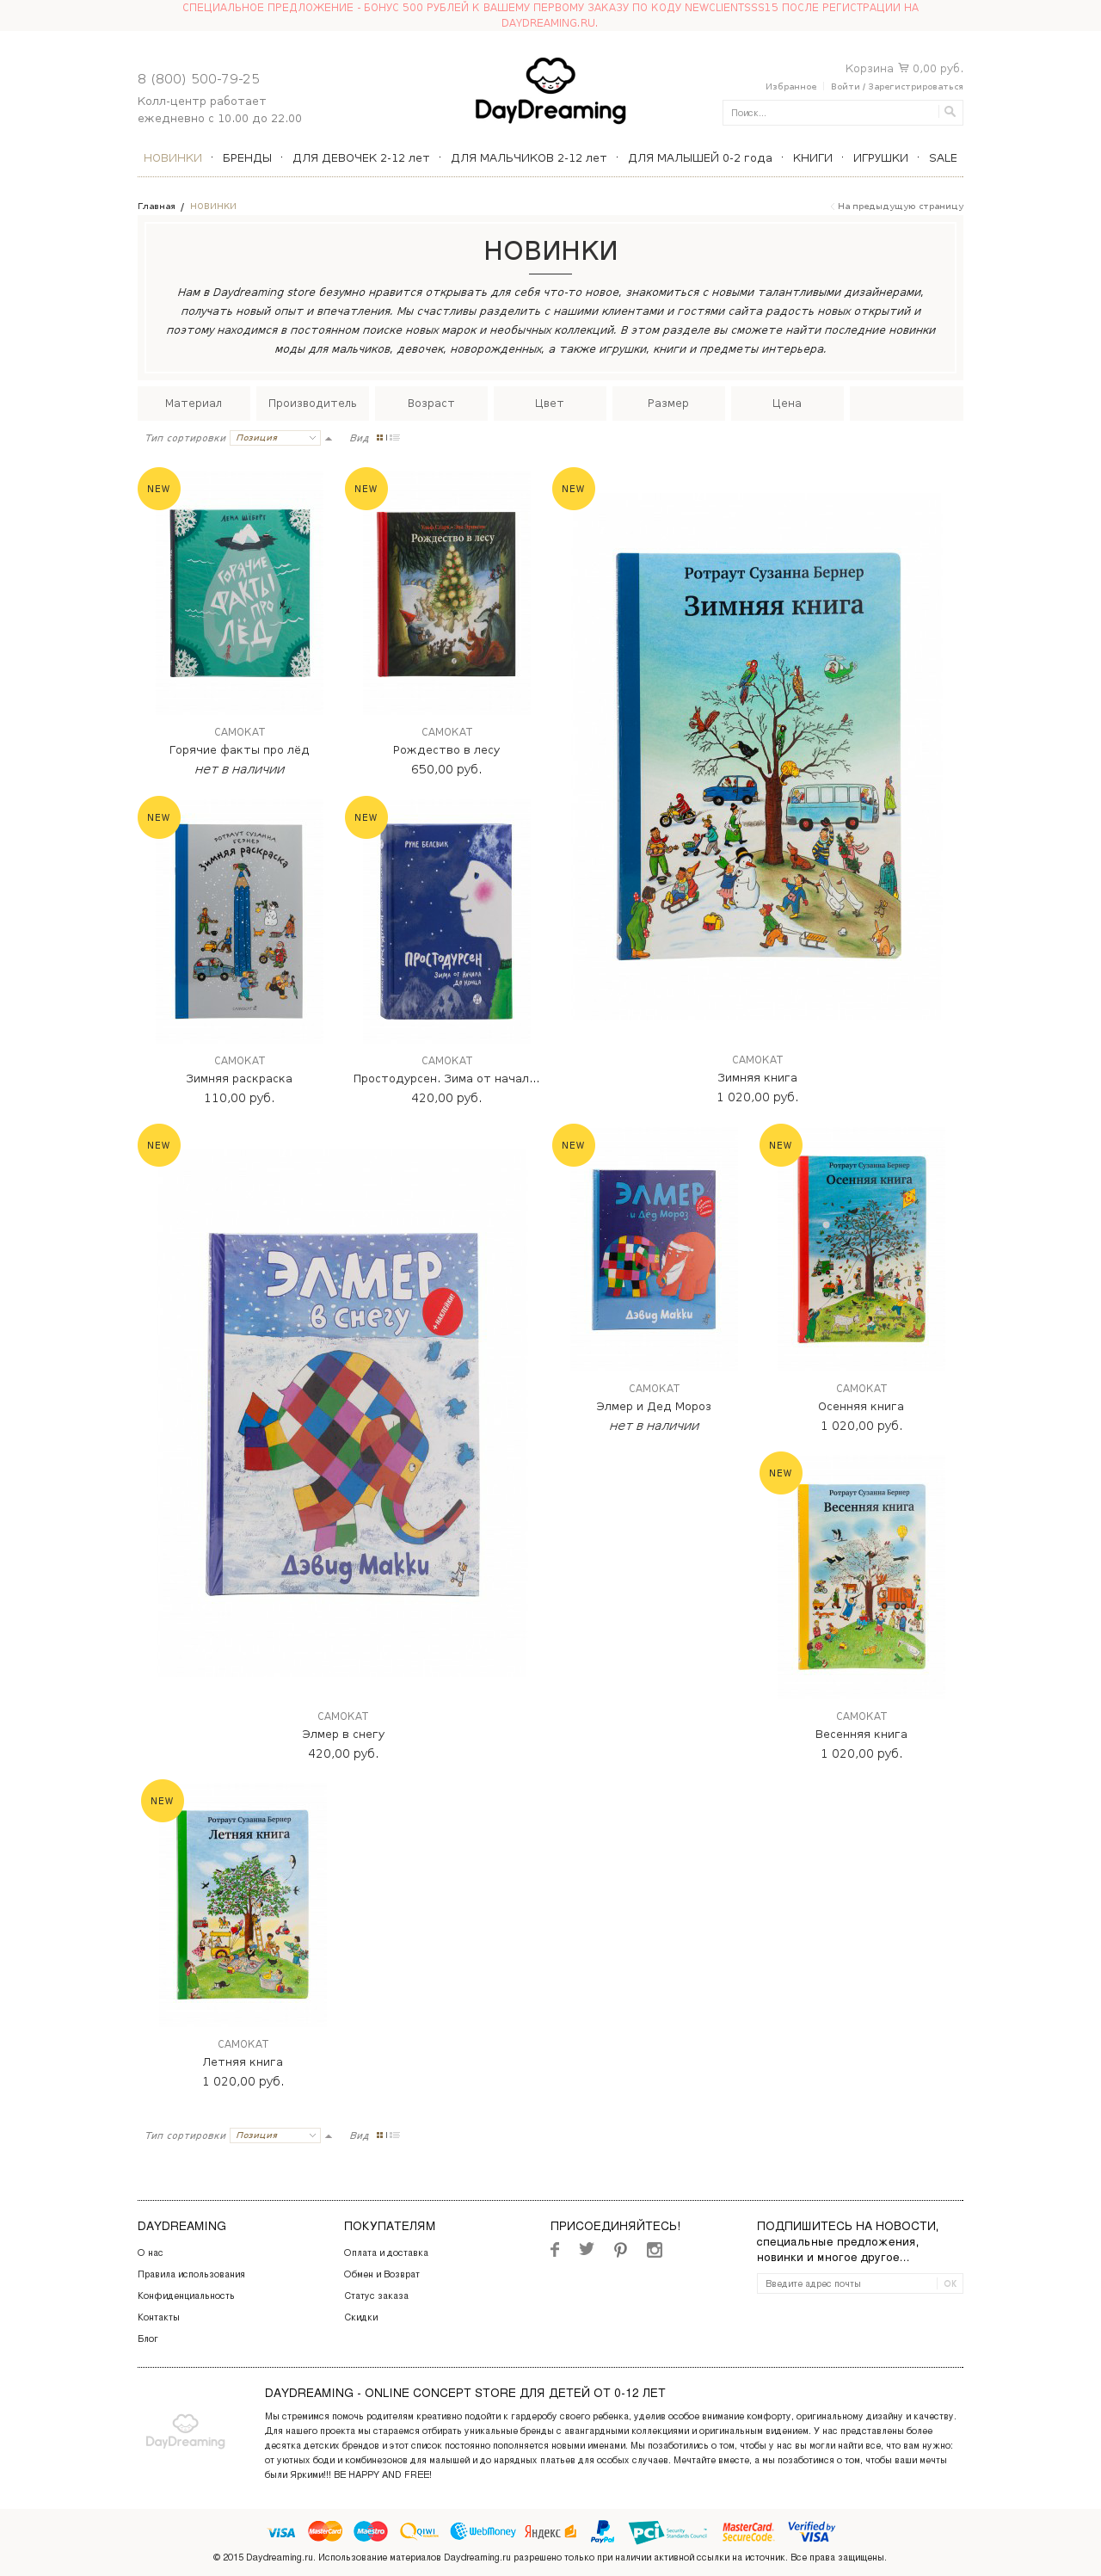 СПЕЦИАЛЬНОЕ ПРЕДЛОЖЕНИЕ - БОНУС 500 РУБЛЕЙ К ВАШЕМУ ПЕРВОМУ ЗАКАЗУ ПО КОДУ NEWCLIENTSSS15 ПОСЛЕ РЕГИСТРАЦИИ НА
DAYDREAMING.RU.
8 (800) 500-79-25
Колл-центр работает
ежедневно с 10.00 до 22.00
DayDreaming
Корзина 0,00 руб.
Избранное Войти / Зарегистрироваться
Поиск...
НОВИНКИ · БРЕНДЫ · ДЛЯ ДЕВОЧЕК 2-12 лет · ДЛЯ МАЛЬЧИКОВ 2-12 лет · ДЛЯ МАЛЫШЕЙ 0-2 года · КНИГИ · ИГРУШКИ · SALE
Главная / НОВИНКИ
На предыдущую страницу
НОВИНКИ
Нам в Daydreaming store безумно нравится открывать для себя что-то новое, знакомиться с новыми талантливыми дизайнерами,
получать новый опыт и впечатления. Мы счастливы разделить с нашими клиентами и гостями сайта радость новых открытий и
поэтому находимся в постоянном поиске новых марок и необычных коллекций. В этом разделе вы сможете найти последние новинки
моды для мальчиков, девочек, новорожденных, а также игрушки, книги и предметы интерьера.
Материал Производитель Возраст Цвет Размер Цена
Тип сортировки Позиция Вид
NEW
ЛЕНА ШЁБЕРГ
ГОРЯЧИЕ
ФАКТЫ
ПРО
ЛЁД
САМОКАТ
Горячие факты про лёд
нет в наличии
NEW
Рождество в лесу
САМОКАТ
Рождество в лесу
650,00 руб.
NEW
Ротраут Сузанна Бернер
Зимняя книга
САМОКАТ
Зимняя книга
1 020,00 руб.
NEW
РОТРАУТ СУЗАННА
БЕРНЕР
Зимняя раскраска
САМОКАТ
Зимняя раскраска
110,00 руб.
NEW
РУНЕ БЕЛСВИК
ПРОСТОДУРСЕН
ЗИМА ОТ НАЧАЛА
ДО КОНЦА
САМОКАТ
Простодурсен. Зима от начал...
420,00 руб.
NEW
ЭЛМЕР
в снегу
+ НАКЛЕЙКИ!
Дэвид Макки
САМОКАТ
Элмер в снегу
420,00 руб.
NEW
ЭЛМЕР
и Дед Мороз
Дэвид Макки
САМОКАТ
Элмер и Дед Мороз
нет в наличии
NEW
Ротраут Сузанна Бернер
Осенняя книга
САМОКАТ
Осенняя книга
1 020,00 руб.
NEW
Ротраут Сузанна Бернер
Весенняя книга
САМОКАТ
Весенняя книга
1 020,00 руб.
NEW
Ротраут Сузанна Бернер
Летняя книга
САМОКАТ
Летняя книга
1 020,00 руб.
Тип сортировки Позиция Вид
DAYDREAMING
О нас
Правила использования
Конфиденциальность
Контакты
Блог
ПОКУПАТЕЛЯМ
Оплата и доставка
Обмен и Возврат
Статус заказа
Скидки
ПРИСОЕДИНЯЙТЕСЬ!
ПОДПИШИТЕСЬ НА НОВОСТИ,
специальные предложения,
новинки и многое другое...
Введите адрес почты
ОК
DayDreaming
DAYDREAMING - ONLINE CONCEPT STORE ДЛЯ ДЕТЕЙ ОТ 0-12 ЛЕТ
Мы стремимся помочь родителям креативно подойти к гардеробу своего ребенка, уделив особое внимание комфорту, оригинальному дизайну и качеству.
Для нашего проекта мы стараемся отбирать уникальные бренды с авангардными коллекциями и оригинальным видением. У нас представлены более
десятка детских брендов и этот список постоянно пополняется новыми именами. Мы позаботились о том, чтобы у нас вы могли найти все, что вам нужно:
от уютных боди и комбинезонов для малышей и до нарядных платьев для особых случаев. Мечтайте вместе, а мы позаботимся о том, чтобы ваши мечты
были Яркими!!! BE HAPPY AND FREE!
VISA MasterCard Maestro QIWI WebMoney Яндекс PayPal PCI Security Standards Council MasterCard. SecureCode. Verified by VISA
© 2015 Daydreaming.ru. Использование материалов Daydreaming.ru разрешено только при наличии активной ссылки на источник. Все права защищены.